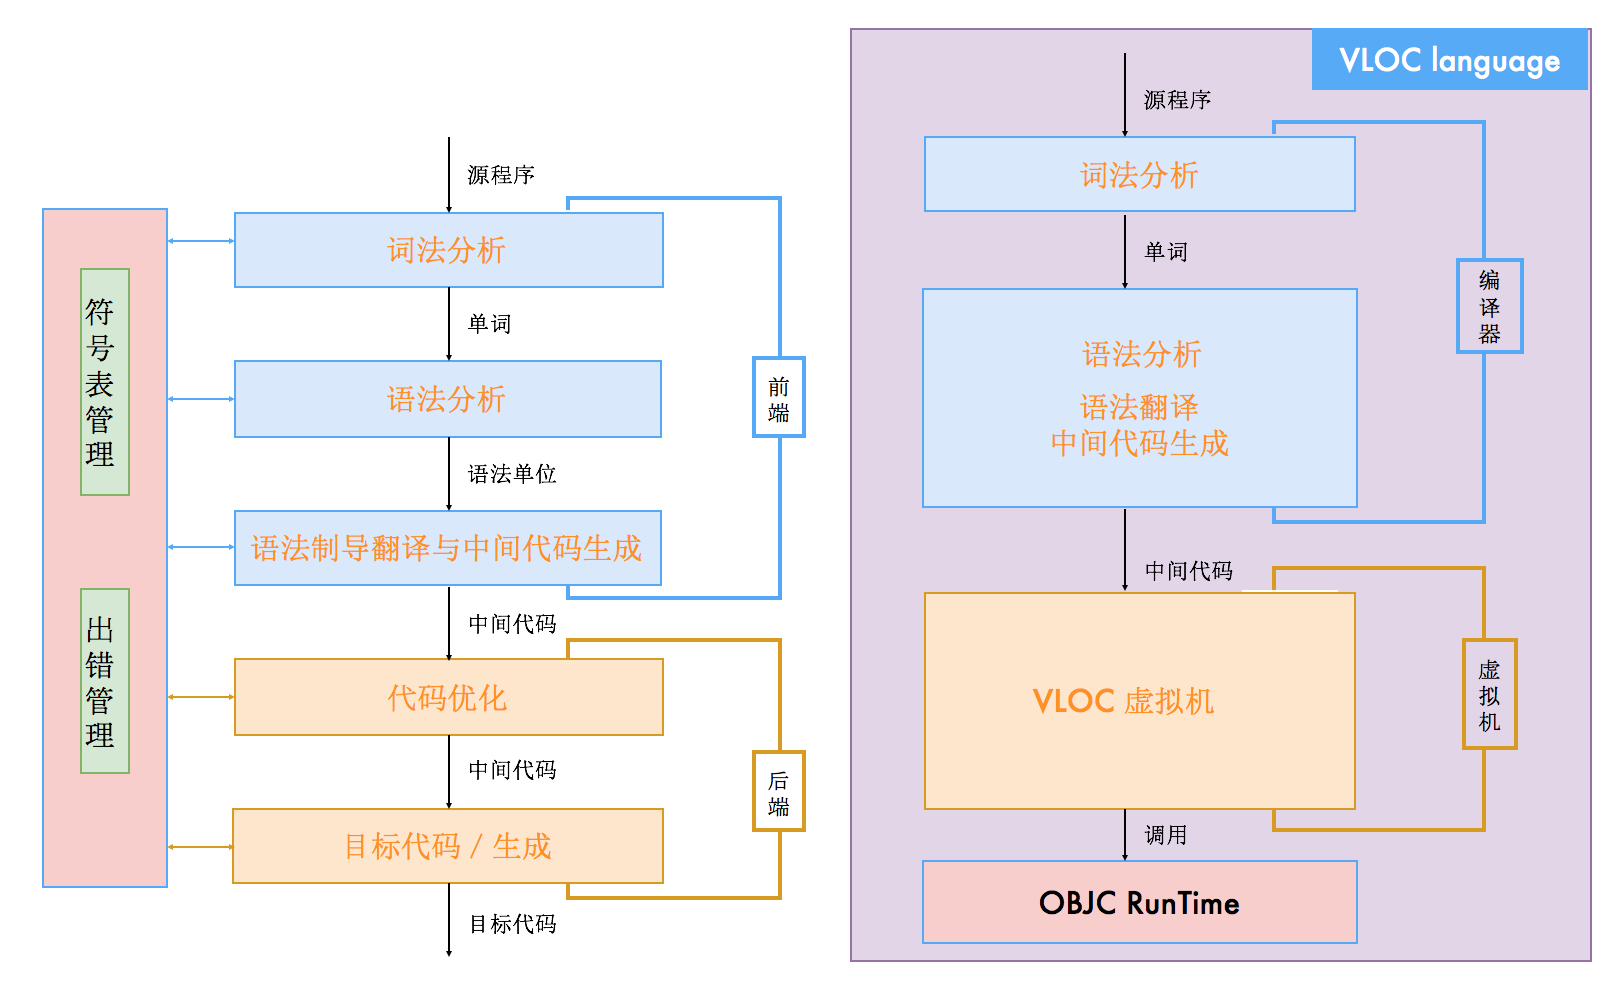 源程序
词法分析
单词
语法分析
语法单位
语法制导翻译与中间代码生成
中间代码
代码优化
中间代码
目标代码 / 生成
目标代码
符号表管理
出错管理
前端
后端
VLOC language
源程序
词法分析
单词
语法分析
语法翻译
中间代码生成
编译器
中间代码
VLOC 虚拟机
虚拟机
调用
OBJC RunTime